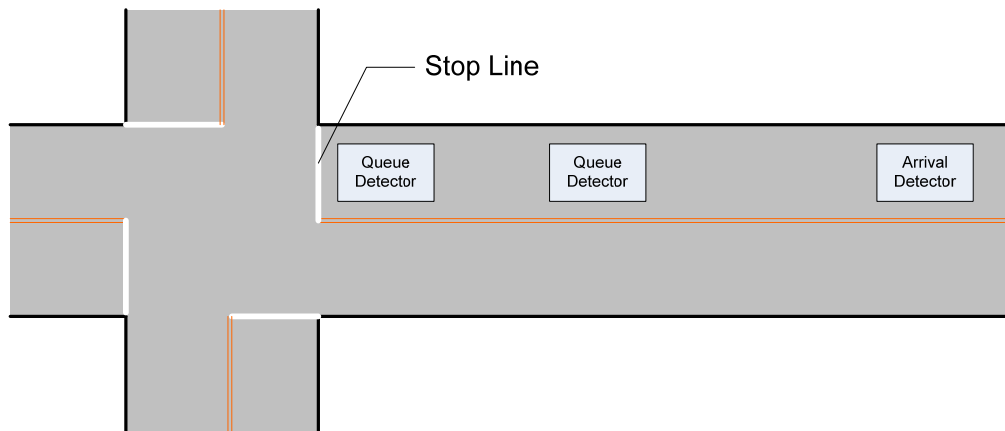 Stop Line
Queue
Detector
Queue
Detector
Arrival
Detector